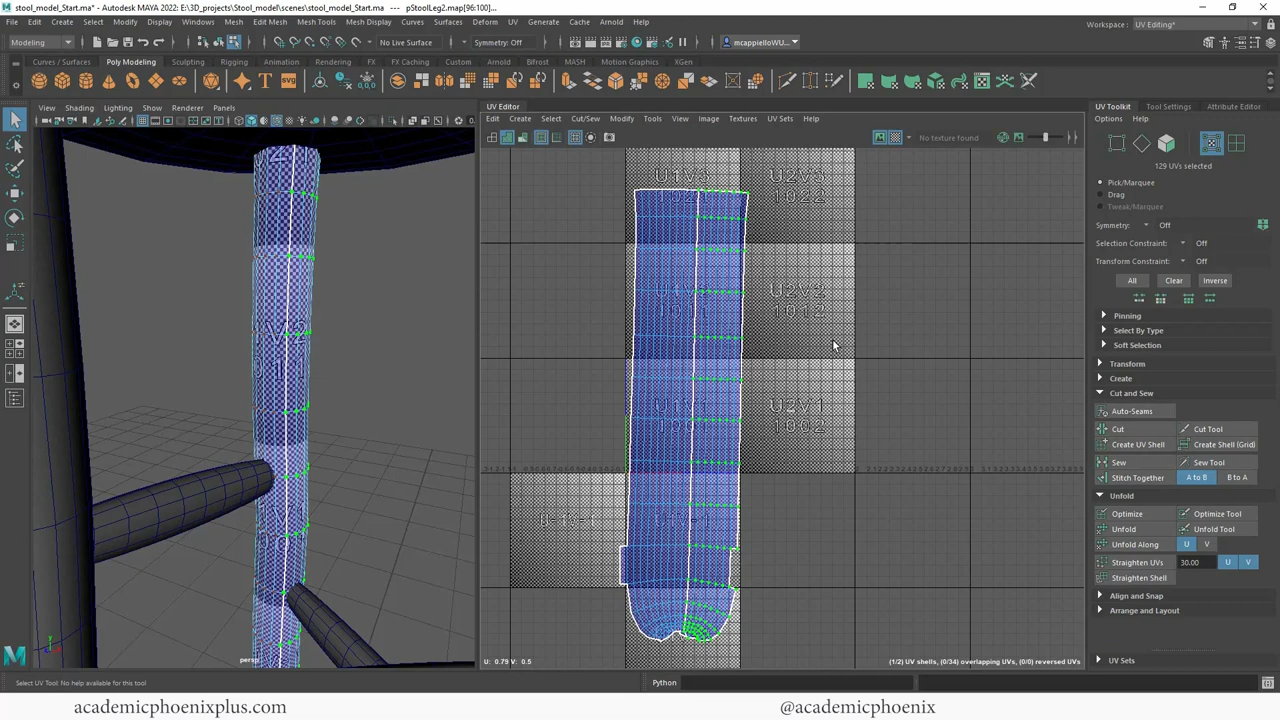 stool_model_Start.ma* - Autodesk MAYA 2022: E:\3D_projects\Stool_model\scenes\stool_model_Start.ma --- pStoolLeg2.map[96:100]...
File Edit Create Select Modify Display Windows Mesh Edit Mesh Mesh Tools Mesh Display Curves Surfaces Deform UV Generate Cache Arnold Help
Workspace : UV Editing*
Modeling No Live Surface Symmetry: Off mcappielloWU...
Curves / Surfaces Poly Modeling Sculpting Rigging Animation Rendering FX FX Caching Custom Arnold Bifrost MASH Motion Graphics XGen
View Shading Lighting Show Renderer Panels
UV Editor
Edit Create Select Cut/Sew Modify Tools View Image Textures UV Sets Help
No texture found
UV Toolkit Tool Settings Attribute Editor
Options Help
129 UVs selected
Pick/Marquee
Drag
Tweak/Marquee
Symmetry: Off
Selection Constraint: Off
Transform Constraint: Off
All Clear Inverse
Pinning
Select By Type
Soft Selection
Transform
Create
Cut and Sew
Auto-Seams
Cut Cut Tool
Create UV Shell Create Shell (Grid)
Sew Sew Tool
Stitch Together A to B B to A
Unfold
Optimize Optimize Tool
Unfold Unfold Tool
Unfold Along U V
Straighten UVs 30.00 U V
Straighten Shell
Align and Snap
Arrange and Layout
UV Sets
U2V3
1022
U2V2
1012
U2V1
1002
persp
U: 0.79 V: 0.5
(1/2) UV shells, (0/34) overlapping UVs, (0/0) reversed UVs
Select UV Tool: No help available for this tool
Python
academicphoenixplus.com
@academicphoenix